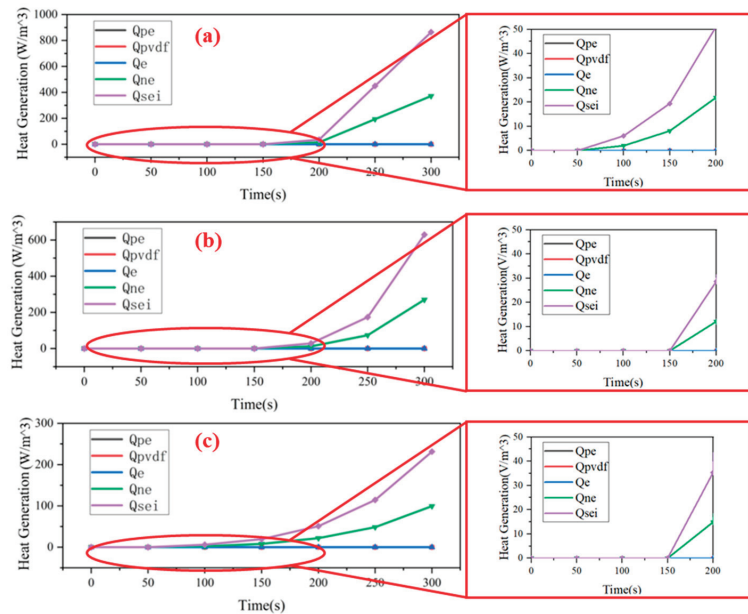 1000
800
600
400
200
0
Heat Generation (W/m^3)
Qpe
Qpvdf
Qe
Qne
Qsei
(a)
0 50 100 150 200 250 300
Time(s)
50
40
30
20
10
0
Heat Generation(W/m^3)
Qpe
Qpvdf
Qe
Qne
Qsei
0 50 100 150 200
Time(s)
600
400
200
0
Heat Generation (W/m^3)
Qpe
Qpvdf
Qe
Qne
Qsei
(b)
0 50 100 150 200 250 300
Time(s)
50
40
30
20
10
0
Heat Generation(V/m^3)
Qpe
Qpvdf
Qe
Qne
Qsei
0 50 100 150 200
Time(s)
300
200
100
0
Heat Generation (W/m^3)
Qpe
Qpvdf
Qe
Qne
Qsei
(c)
0 50 100 150 200 250 300
Time(s)
50
40
30
20
10
0
Heat Generation(V/m^3)
Qpe
Qpvdf
Qe
Qne
Qsei
0 50 100 150 200
Time(s)